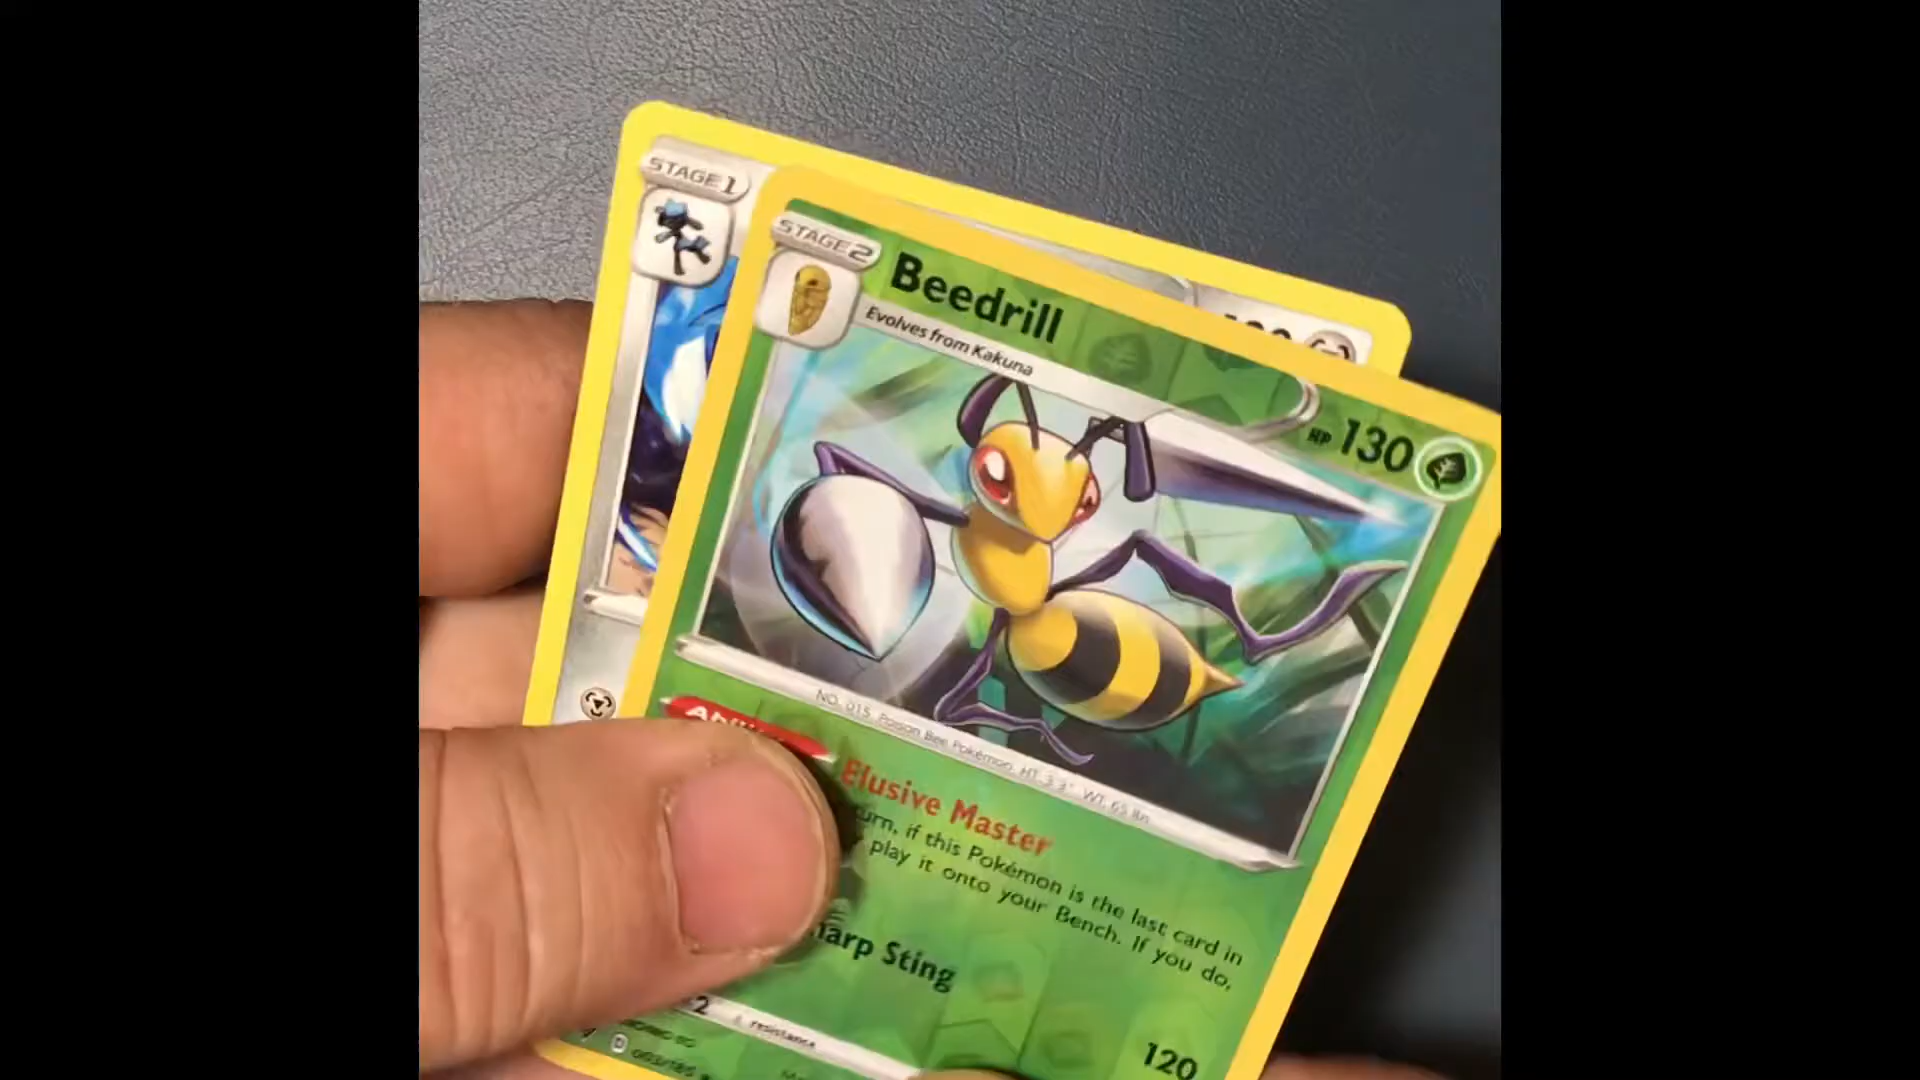 STAGE 1
STAGE 2
Beedrill
HP 130
Evolves from Kakuna
NO. 015 Poison Bee Pokémon HT: 3'3" WT: 65 lbs
Elusive Master
turn, if this Pokémon is the last card in
play it onto your Bench. If you do,
Sting
120
resistance